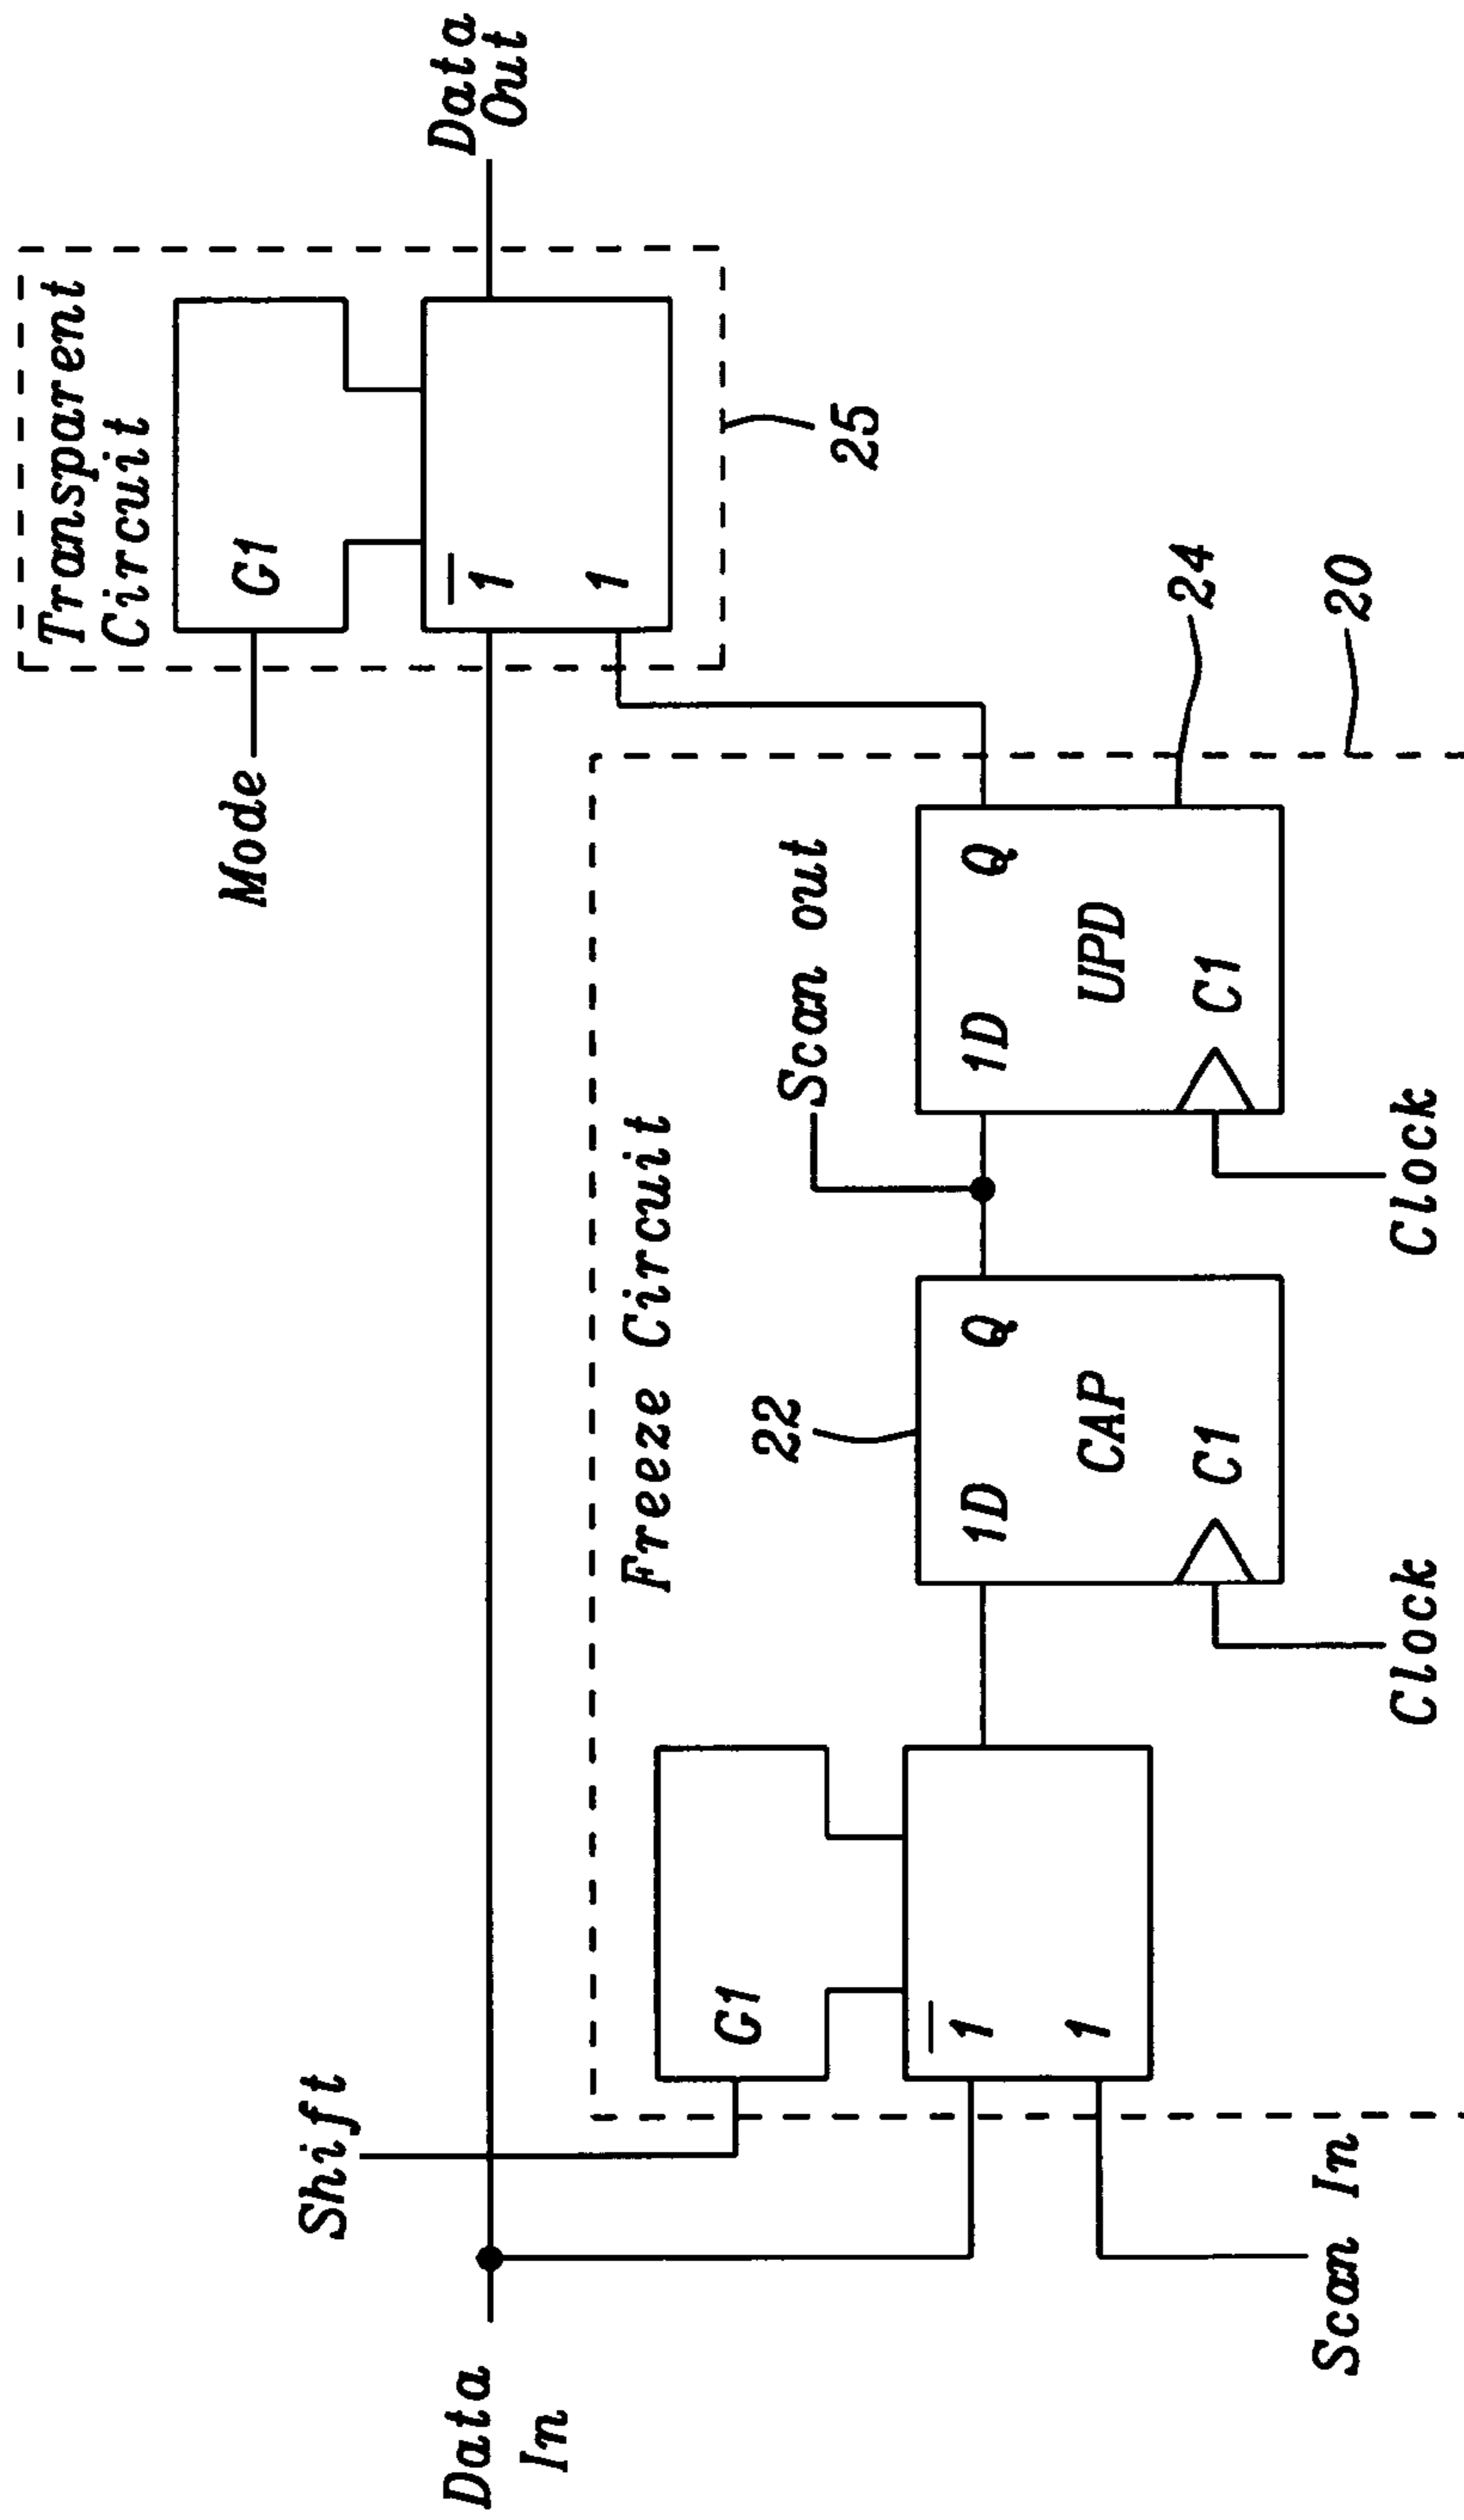 Transparent
Circuit
G1
Mode
1
1
Data
Out
25
Shift
Freeze Circuit
Scan out
G1
22
24
20
Data
In
1
1
1D
Q
CAP
C1
1D
Q
UPD
C1
Scan In
Clock
Clock